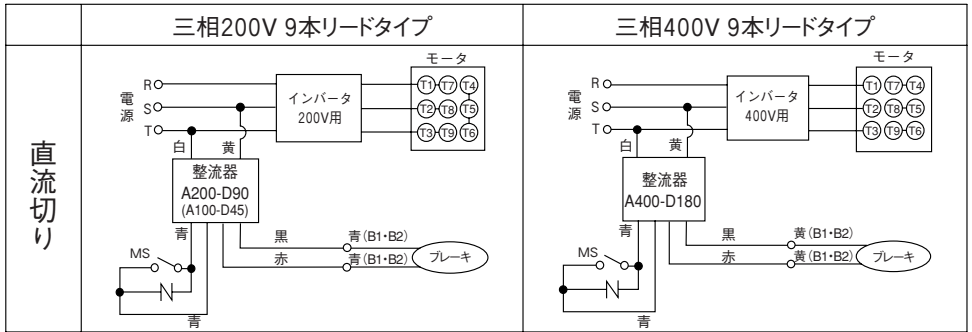 三相200V 9本リードタイプ
三相400V 9本リードタイプ
直流切り
モータ
R
電源
S
T
インバータ
200V用
T1 T7 T4
T2 T8 T5
T3 T9 T6
白
黄
整流器
A200-D90
(A100-D45)
青
MS
N
黒
赤
青(B1・B2)
青(B1・B2)
ブレーキ
青
モータ
R
電源
S
T
インバータ
400V用
T1 T7 T4
T2 T8 T5
T3 T9 T6
白
黄
整流器
A400-D180
青
MS
N
黒
赤
黄(B1・B2)
黄(B1・B2)
ブレーキ
青